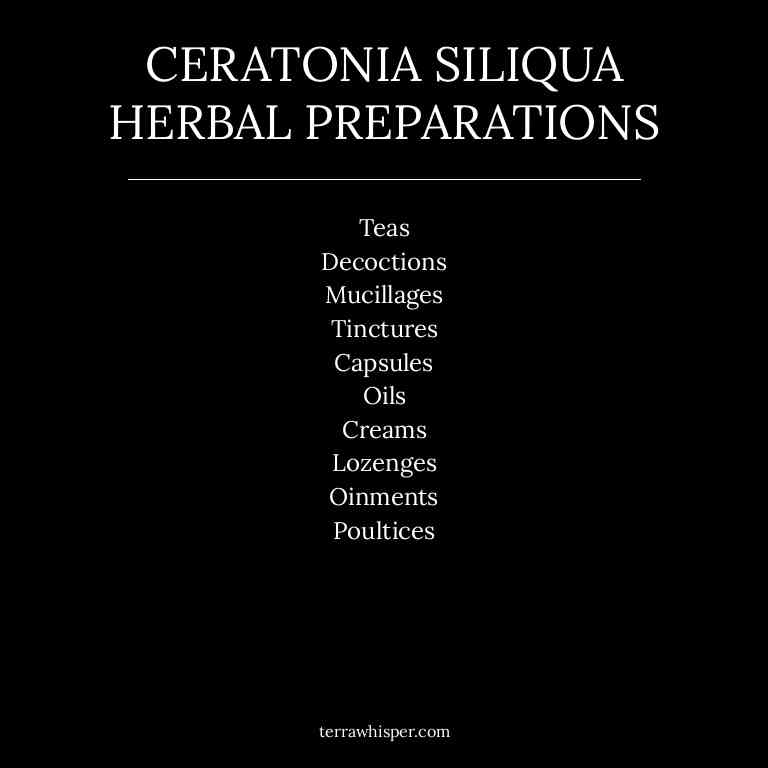 CERATONIA SILIQUA
HERBAL PREPARATIONS
Teas
Decoctions
Mucillages
Tinctures
Capsules
Oils
Creams
Lozenges
Oinments
Poultices
terrawhisper.com